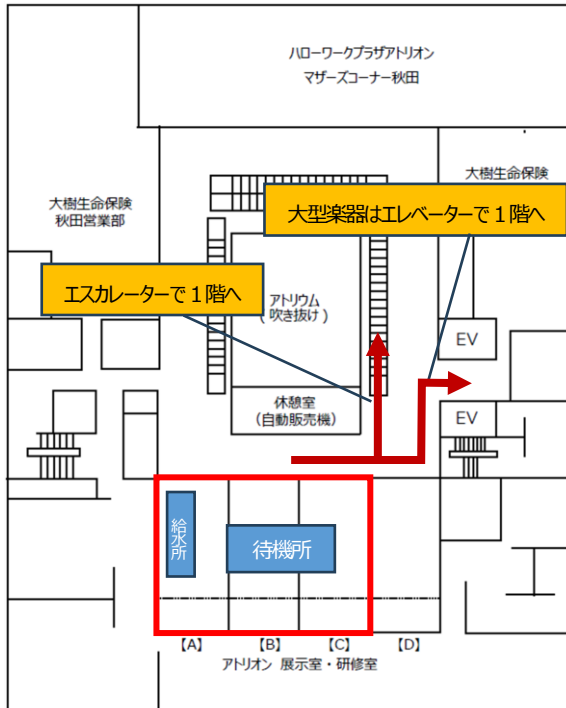 ハローワークプラザアトリオン
マザーズコーナー秋田
大樹生命保険
秋田営業部
大樹生命保険
大型楽器はエレベーターで１階へ
エスカレーターで１階へ
アトリウム
（吹き抜け）
EV
休憩室
（自動販売機）
EV
給水所
待機所
【A】 【B】 【C】 【D】
アトリオン 展示室・研修室